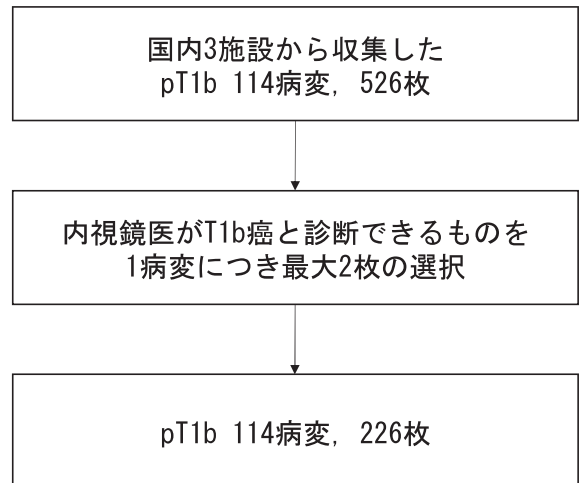 国内3施設から収集した
pT1b 114病変, 526枚
内視鏡医がT1b癌と診断できるものを
1病変につき最大2枚の選択
pT1b 114病変, 226枚